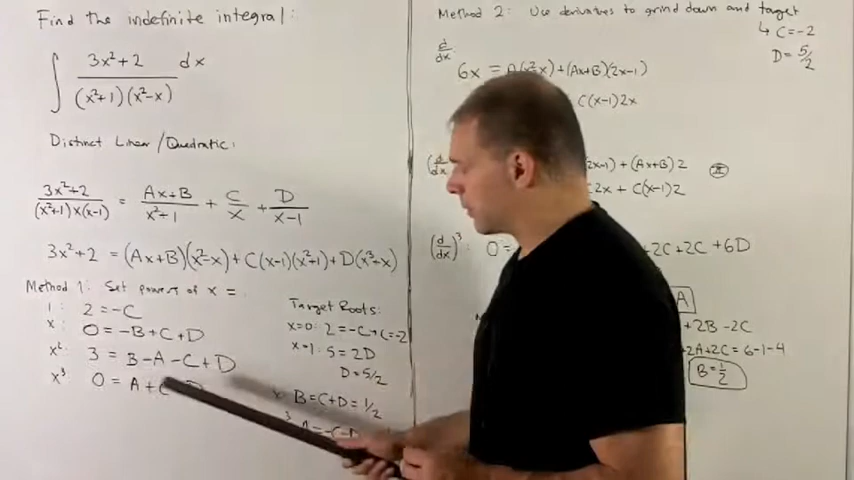 Find the indefinite integral:
∫ 3x²+2 / (x²+1)(x²-x) dx
Distinct Linear/Quadratic:
3x²+2 / (x²+1)x(x-1) = Ax+B / x²+1 + C / x + D / x-1
3x²+2 = (Ax+B)(x²-x)+C(x-1)(x²+1)+D(x³+x)
Method 1: Set powers of x =
1: 2=-C
x: 0=-B+C+D
x² 3 = B-A-C+D
x³ 0 = A+C D
Target Roots:
x=0: 2=-C → C=-2
x=1: 5=2D
D=5/2
x B=C+D=1/2
3 A=-C-D
Method 2: Use derivatives to grind down and target
↳ C=-2
D=5/2
d/dx
6x = A(x²-x)+(Ax+B)(2x-1)
C(x-1)2x
(d/dx (2x-1)+(Ax+B)2
C2x + C(x-1)2
(d/dx)³: 0= +2C+2C+6D
A
+2B-2C
2A+2C=6-1-4
B=1/2